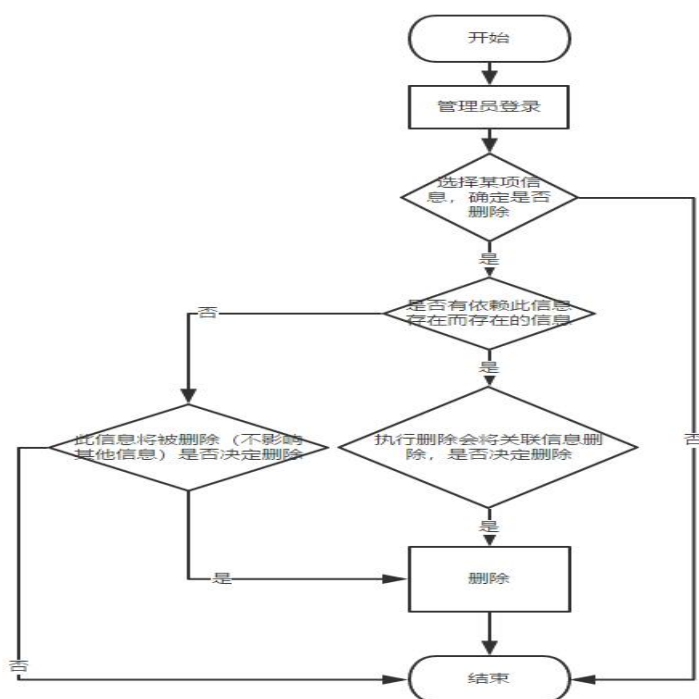 开始
管理员登录
选择某项信
息，确定是否
删除
是
是否有依赖此信息
存在而存在的信息
否
是
此信息将被删除（不影响
其他信息）是否决定删除
执行删除会将关联信息删
除，是否决定删除
否
是
删除
是
否
结束